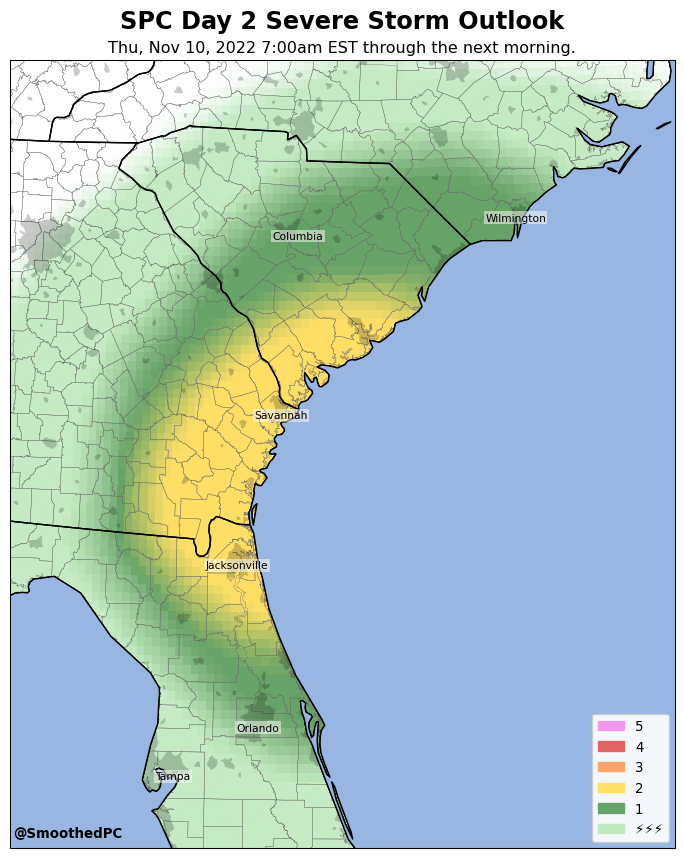 SPC Day 2 Severe Storm Outlook
Thu, Nov 10, 2022 7:00am EST through the next morning.
Wilmington
Columbia
Savannah
Jacksonville
Orlando
Tampa
5
4
3
2
1
⚡⚡⚡
@SmoothedPC